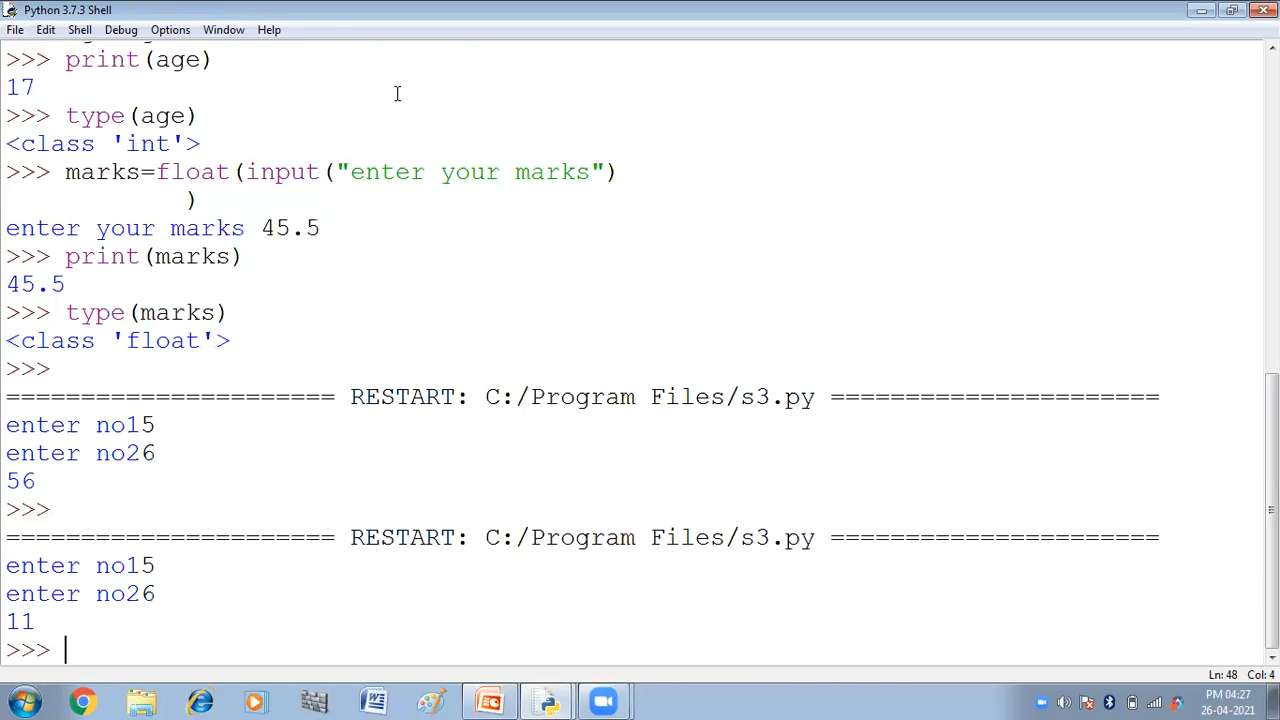 Python 3.7.3 Shell
File Edit Shell Debug Options Window Help
>>> print(age)
17
>>> type(age)
<class 'int'>
>>> marks=float(input("enter your marks")
)
enter your marks 45.5
>>> print(marks)
45.5
>>> type(marks)
<class 'float'>
>>>
====================== RESTART: C:/Program Files/s3.py ======================
enter no15
enter no26
56
>>>
====================== RESTART: C:/Program Files/s3.py ======================
enter no15
enter no26
11
>>>
Ln: 48 Col: 4
PM 04:27
26-04-2021